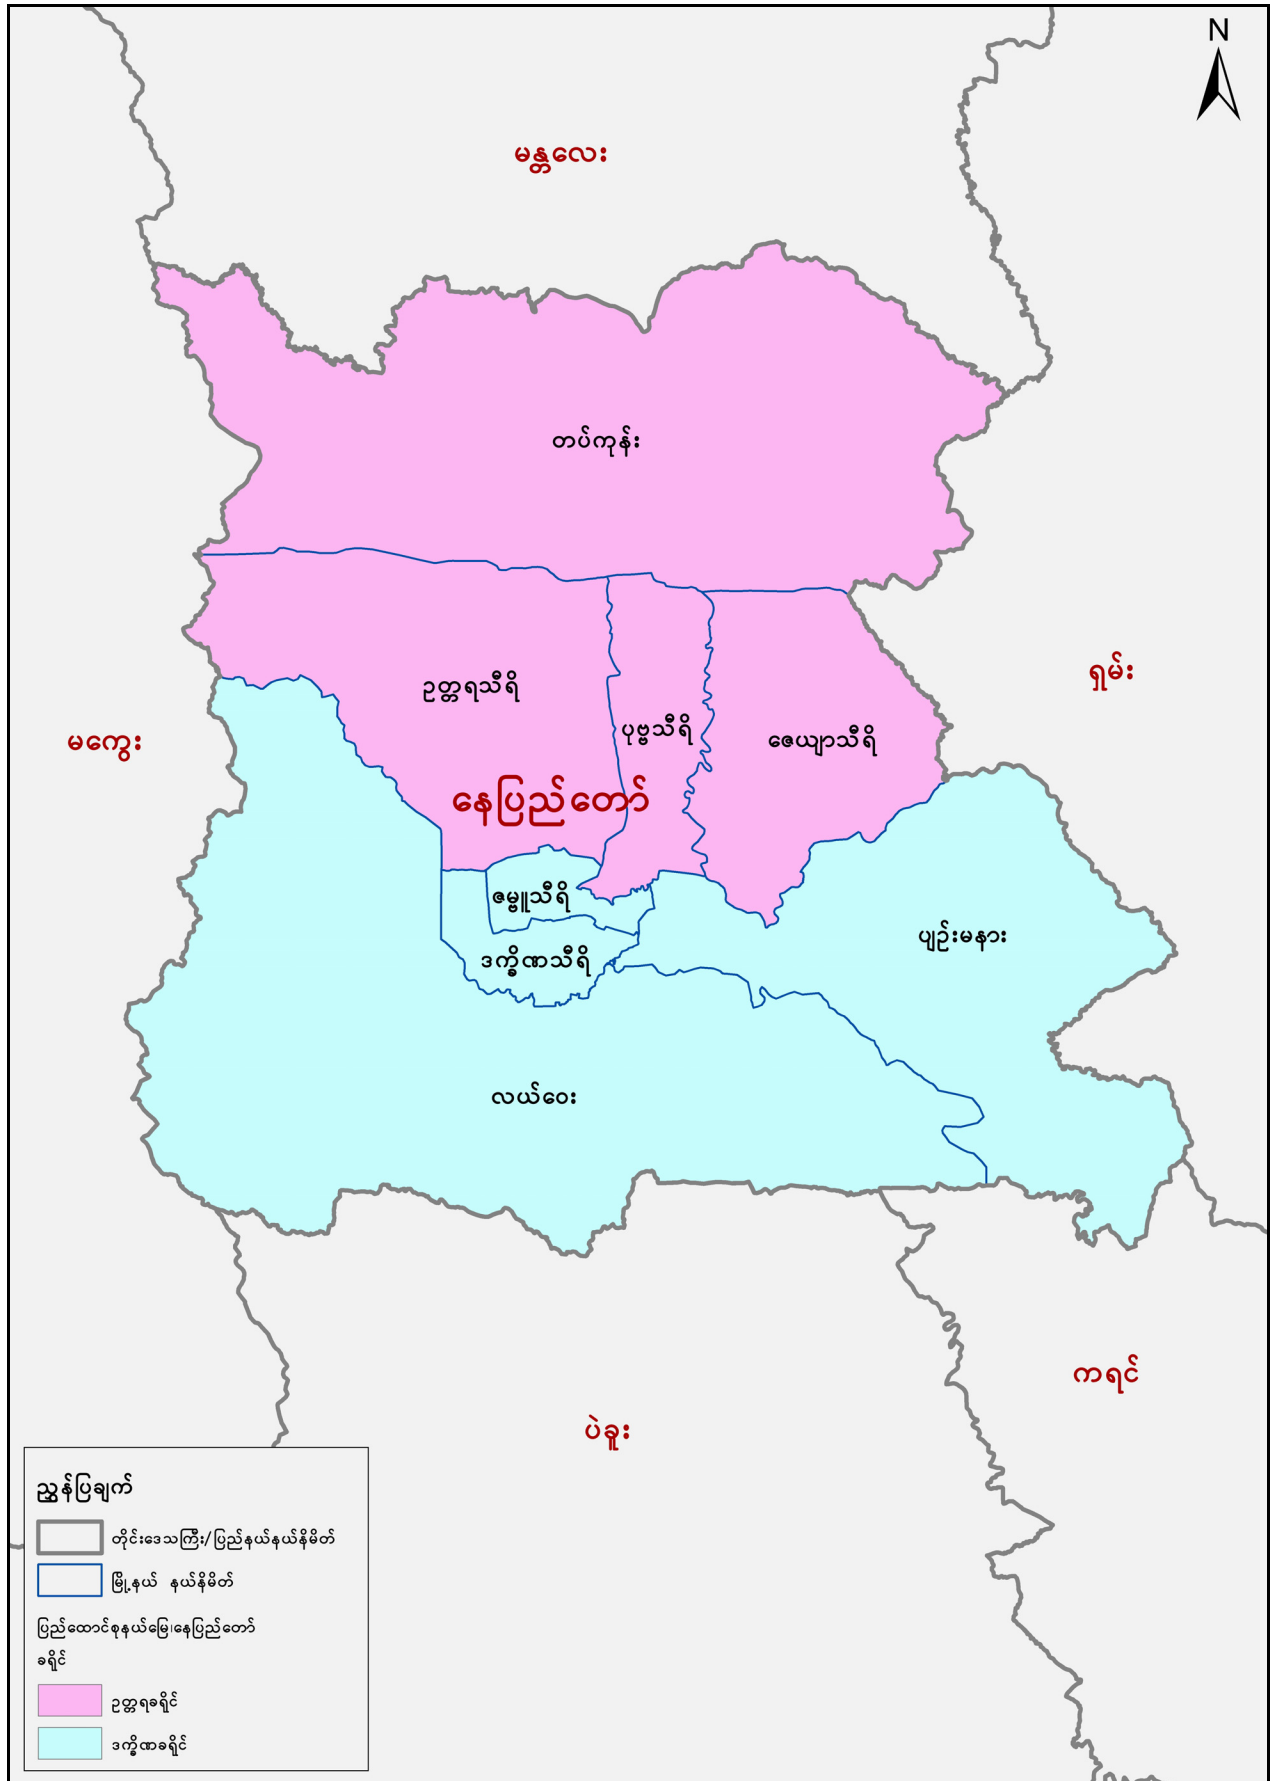 N
မန္တလေး
တပ်ကုန်း
ရှမ်း
ဥတ္တရသီရိ
ပုဗ္ဗသီရိ
ဇေယျာသီရိ
မကွေး
နေပြည်တော်
ဇမ္ဗူသီရိ
ပျဉ်းမနား
ဒက္ခိဏသီရိ
လယ်ဝေး
ကရင်
ပဲခူး
ညွှန်ပြချက်
တိုင်းဒေသကြီး/ပြည်နယ်နယ်နိမိတ်
မြို့နယ် နယ်နိမိတ်
ပြည်ထောင်စုနယ်မြေ၊နေပြည်တော်
ခရိုင်
ဥတ္တရခရိုင်
ဒက္ခိဏခရိုင်